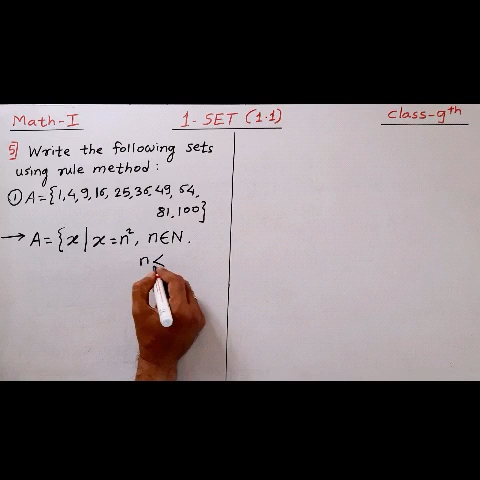 Math-I
1- SET (1.1)
class-9th
5] Write the following sets
using rule method:
① A={1,4,9,16, 25,36,49, 64,
81,100}
→ A={x|x=n², n∈N.
n<